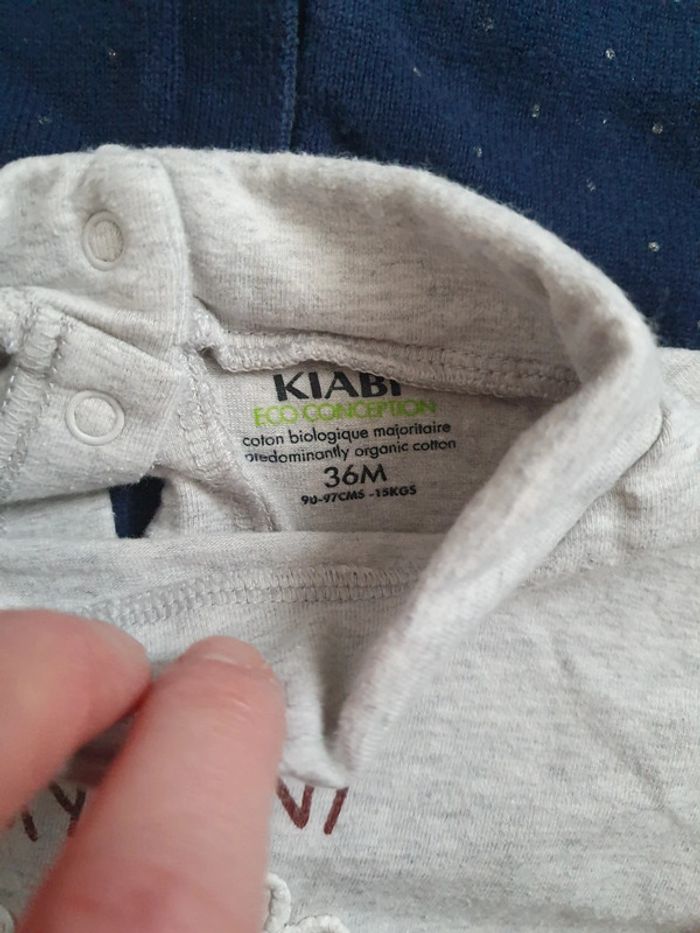 KIABI
ECO-CONCEPTION
coton biologique majoritaire
predominantly organic cotton
36M
90-97CMS -15KGS